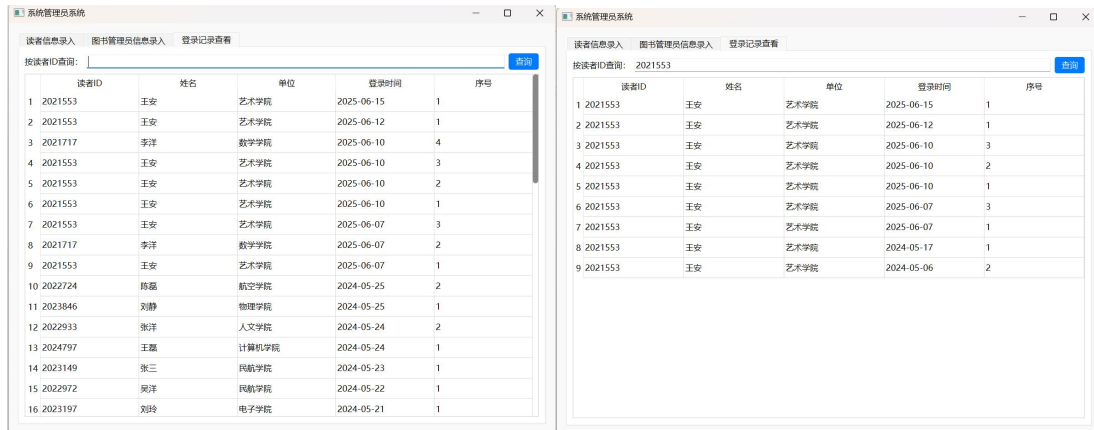 系统管理员系统
读者信息录入 图书管理员信息录入 登录记录查看
按读者ID查询: 查询
读者ID 姓名 单位 登录时间 序号
1 2021553 王安 艺术学院 2025-06-15 1
2 2021553 王安 艺术学院 2025-06-12 1
3 2021717 李洋 数学学院 2025-06-10 4
4 2021553 王安 艺术学院 2025-06-10 3
5 2021553 王安 艺术学院 2025-06-10 2
6 2021553 王安 艺术学院 2025-06-10 1
7 2021553 王安 艺术学院 2025-06-07 3
8 2021717 李洋 数学学院 2025-06-07 2
9 2021553 王安 艺术学院 2025-06-07 1
10 2022724 陈磊 航空学院 2024-05-25 2
11 2023846 刘静 物理学院 2024-05-25 1
12 2022933 张洋 人文学院 2024-05-24 2
13 2024797 王磊 计算机学院 2024-05-24 1
14 2023149 张三 民航学院 2024-05-23 1
15 2022972 吴洋 民航学院 2024-05-22 1
16 2023197 刘玲 电子学院 2024-05-21 1
系统管理员系统
读者信息录入 图书管理员信息录入 登录记录查看
按读者ID查询: 2021553 查询
读者ID 姓名 单位 登录时间 序号
1 2021553 王安 艺术学院 2025-06-15 1
2 2021553 王安 艺术学院 2025-06-12 1
3 2021553 王安 艺术学院 2025-06-10 3
4 2021553 王安 艺术学院 2025-06-10 2
5 2021553 王安 艺术学院 2025-06-10 1
6 2021553 王安 艺术学院 2025-06-07 3
7 2021553 王安 艺术学院 2025-06-07 1
8 2021553 王安 艺术学院 2024-05-17 1
9 2021553 王安 艺术学院 2024-05-06 2